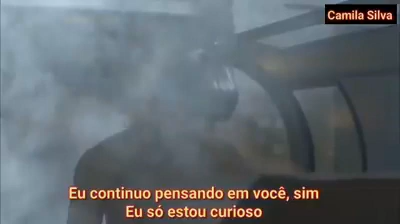 Camila Silva
Eu continuo pensando em você, sim
Eu só estou curioso